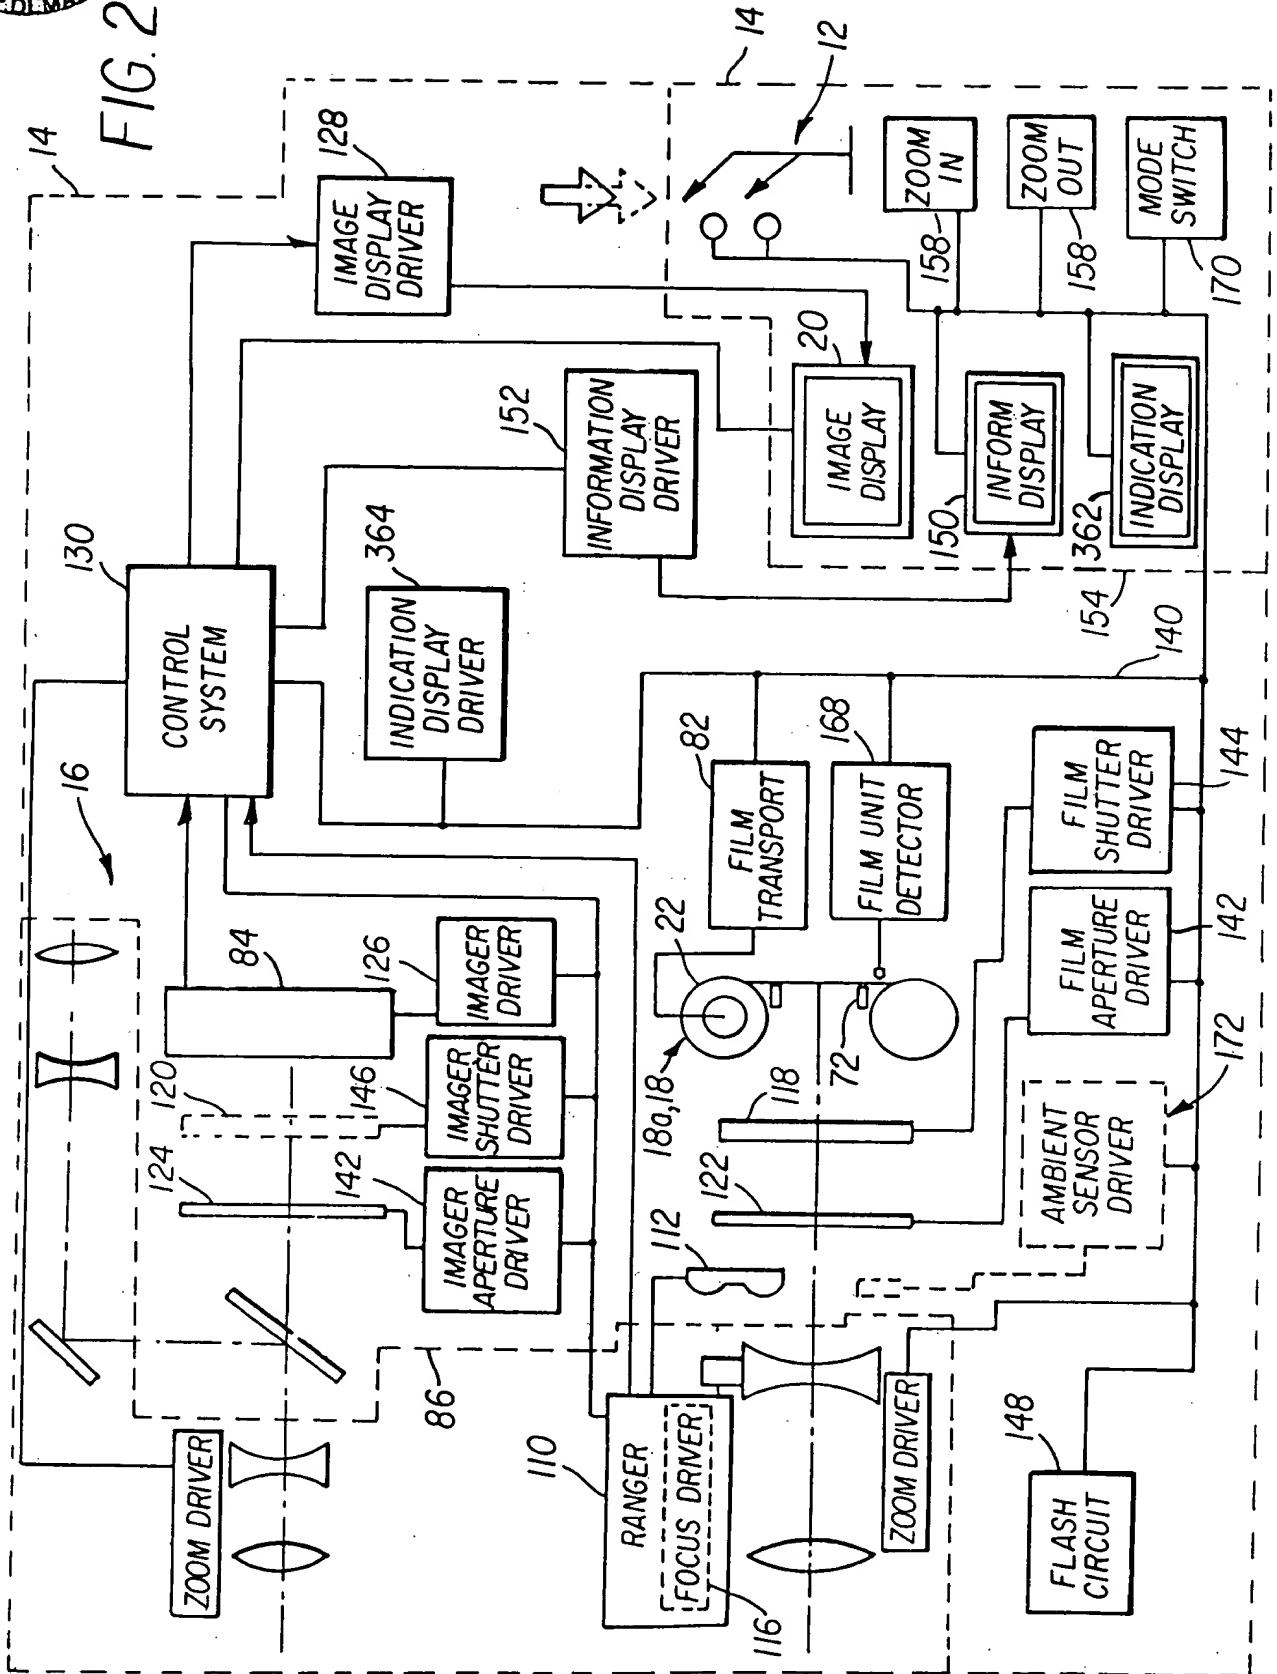 FIG. 2
14
14
12
128
IMAGE
DISPLAY
DRIVER
ZOOM
IN
158
ZOOM
OUT
158
MODE
SWITCH
170
20
IMAGE
DISPLAY
152
INFORMATION
DISPLAY
DRIVER
150
INFORM
DISPLAY
362
INDICATION
DISPLAY
154
130
CONTROL
SYSTEM
364
INDICATION
DISPLAY
DRIVER
140
16
82
FILM
TRANSPORT
168
FILM UNIT
DETECTOR
144
FILM
SHUTTER
DRIVER
84
126
IMAGER
DRIVER
22
18a,18
72
142
FILM
APERTURE
DRIVER
120
146
IMAGER
SHUTTER
DRIVER
118
172
AMBIENT
SENSOR
DRIVER
124
142
IMAGER
APERTURE
DRIVER
122
112
86
110
RANGER
FOCUS DRIVER
116
ZOOM DRIVER
ZOOM DRIVER
148
FLASH
CIRCUIT